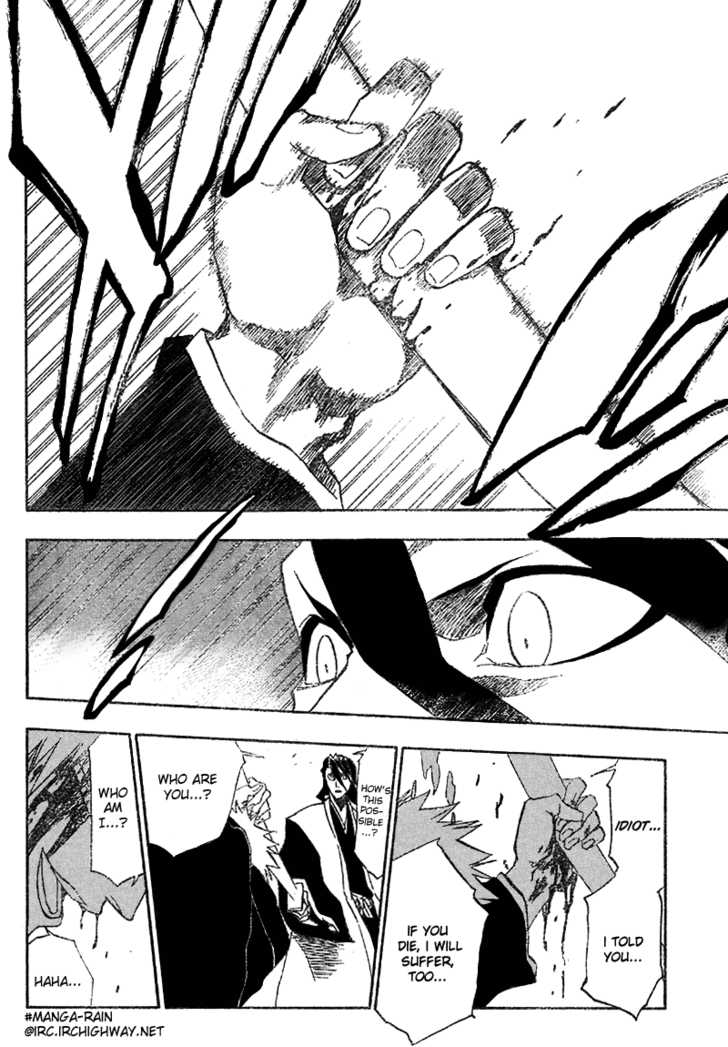 IDIOT...
I TOLD
YOU...
IF YOU
DIE, I WILL
SUFFER,
TOO...
HOW'S
THIS
POS-
SIBLE
...?
WHO ARE
YOU...?
WHO
AM
I...?
HAHA...
#MANGA-RAIN
@IRC.IRCHIGHWAY.NET